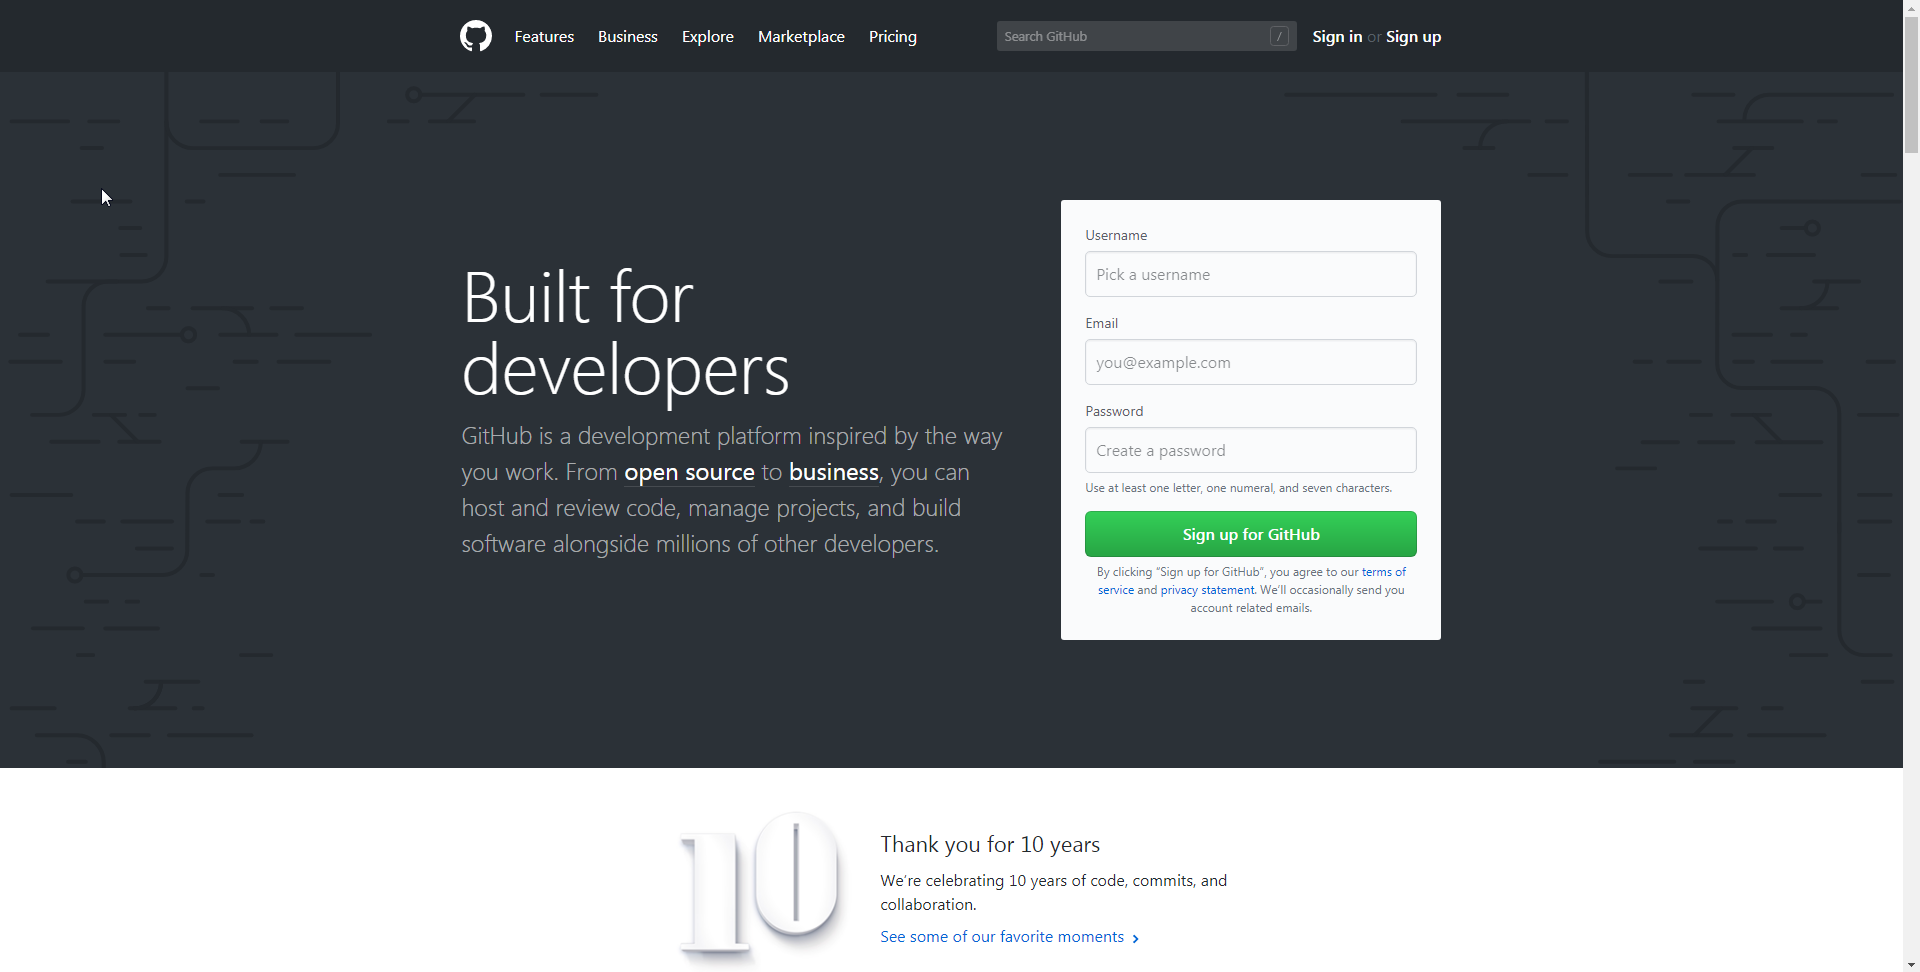 Features Business Explore Marketplace Pricing Search GitHub / Sign in or Sign up
Built for
developers
GitHub is a development platform inspired by the way
you work. From open source to business, you can
host and review code, manage projects, and build
software alongside millions of other developers.
Username
Pick a username
Email
you@example.com
Password
Create a password
Use at least one letter, one numeral, and seven characters.
Sign up for GitHub
By clicking “Sign up for GitHub”, you agree to our terms of
service and privacy statement. We’ll occasionally send you
account related emails.
10
Thank you for 10 years
We’re celebrating 10 years of code, commits, and
collaboration.
See some of our favorite moments